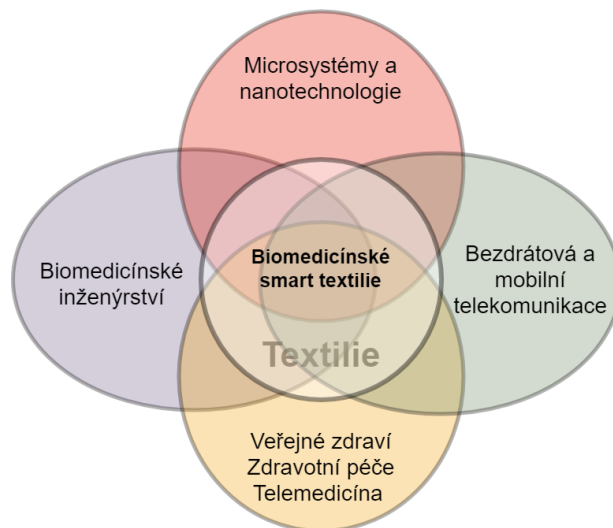 Microsystémy a
nanotechnologie
Biomedicínské
inženýrství
Biomedicínské
smart textilie
Bezdrátová a
mobilní
telekomunikace
Textilie
Veřejné zdraví
Zdravotní péče
Telemedicína